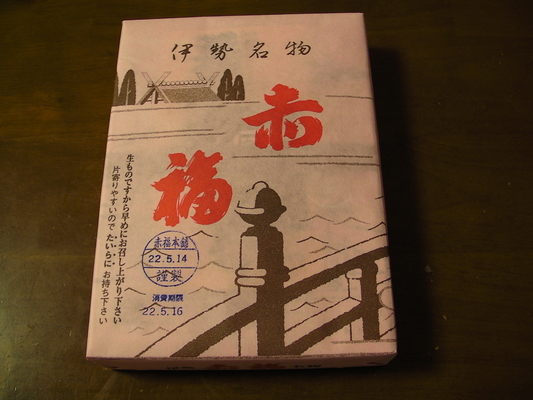 伊勢名物
赤福
生ものですから早めにお召し上がり下さい
片寄りやすいのでたいらにお持ち下さい
赤福本舗
22.5.14
謹製
消費期限
22.5.16
赤福